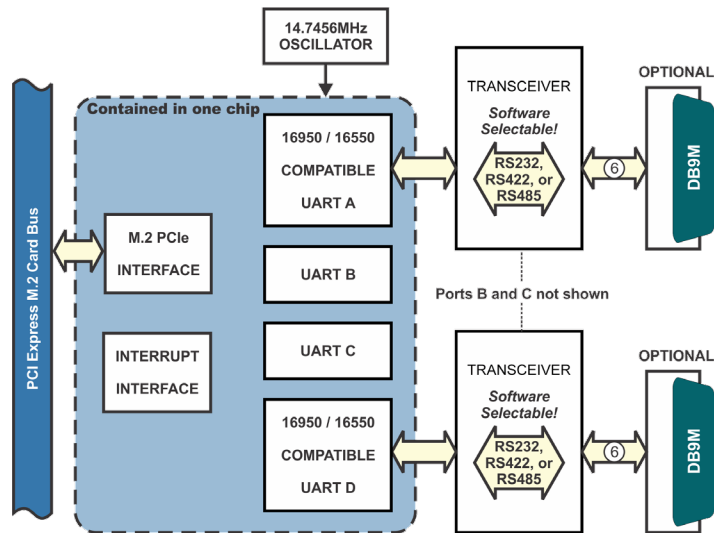 14.7456MHz
OSCILLATOR
PCI Express M.2 Card Bus
Contained in one chip
16950 / 16550
COMPATIBLE
UART A
M.2 PCIe
INTERFACE
UART B
INTERRUPT
INTERFACE
UART C
16950 / 16550
COMPATIBLE
UART D
TRANSCEIVER
Software
Selectable!
RS232,
RS422, or
RS485
6
OPTIONAL
DB9M
Ports B and C not shown
TRANSCEIVER
Software
Selectable!
RS232,
RS422, or
RS485
6
OPTIONAL
DB9M